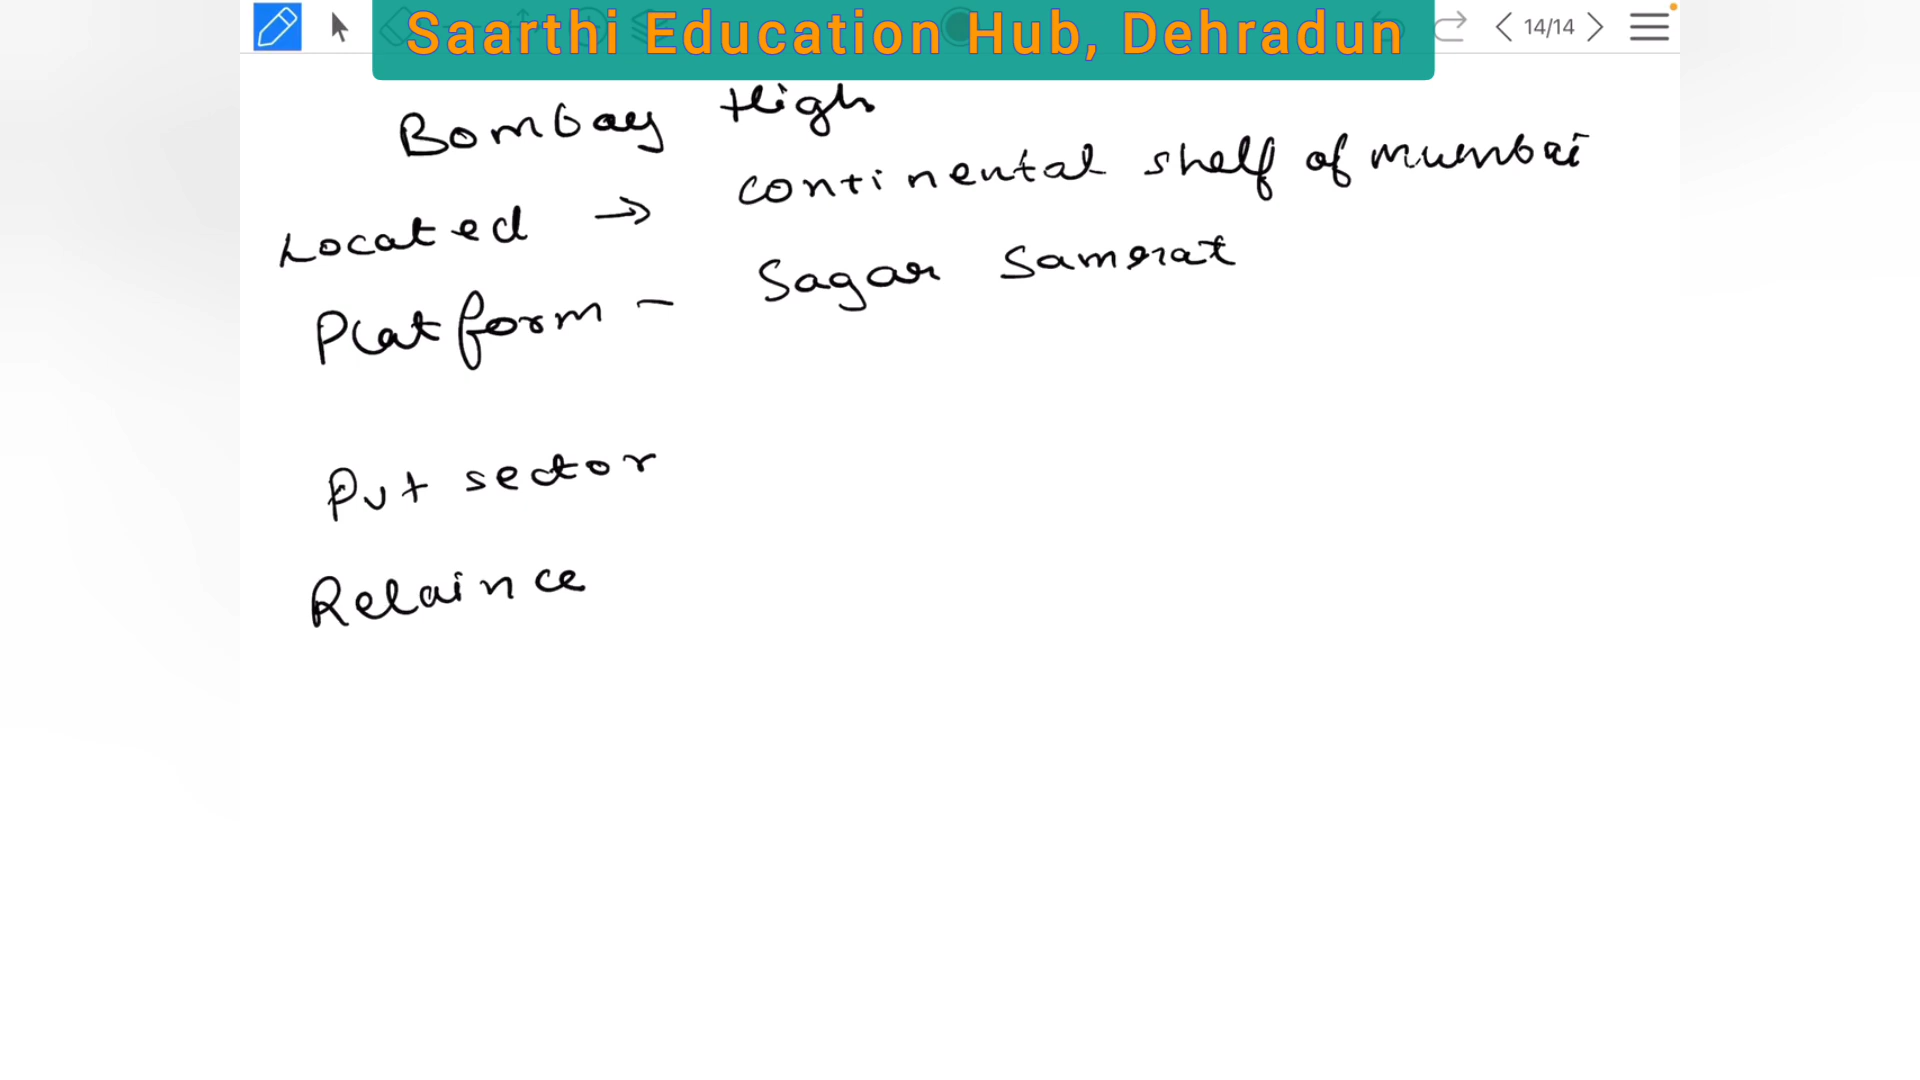 Saarthi Education Hub, Dehradun
14/14
Bombay High
Located → continental shelf of mumbai
Platform - Sagar Samrat
Pvt sector
Relaince